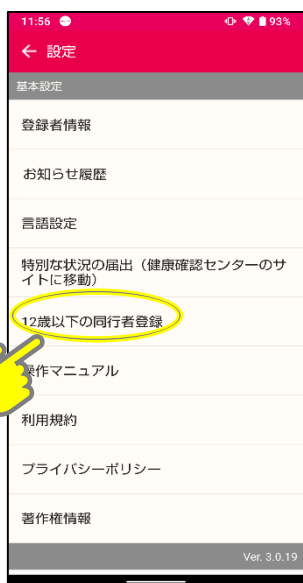 11:56 93%
← 設定
基本設定
登録者情報
お知らせ履歴
言語設定
特別な状況の届出（健康確認センターのサ
イトに移動）
12歳以下の同行者登録
操作マニュアル
利用規約
プライバシーポリシー
著作権情報
Ver. 3.0.19